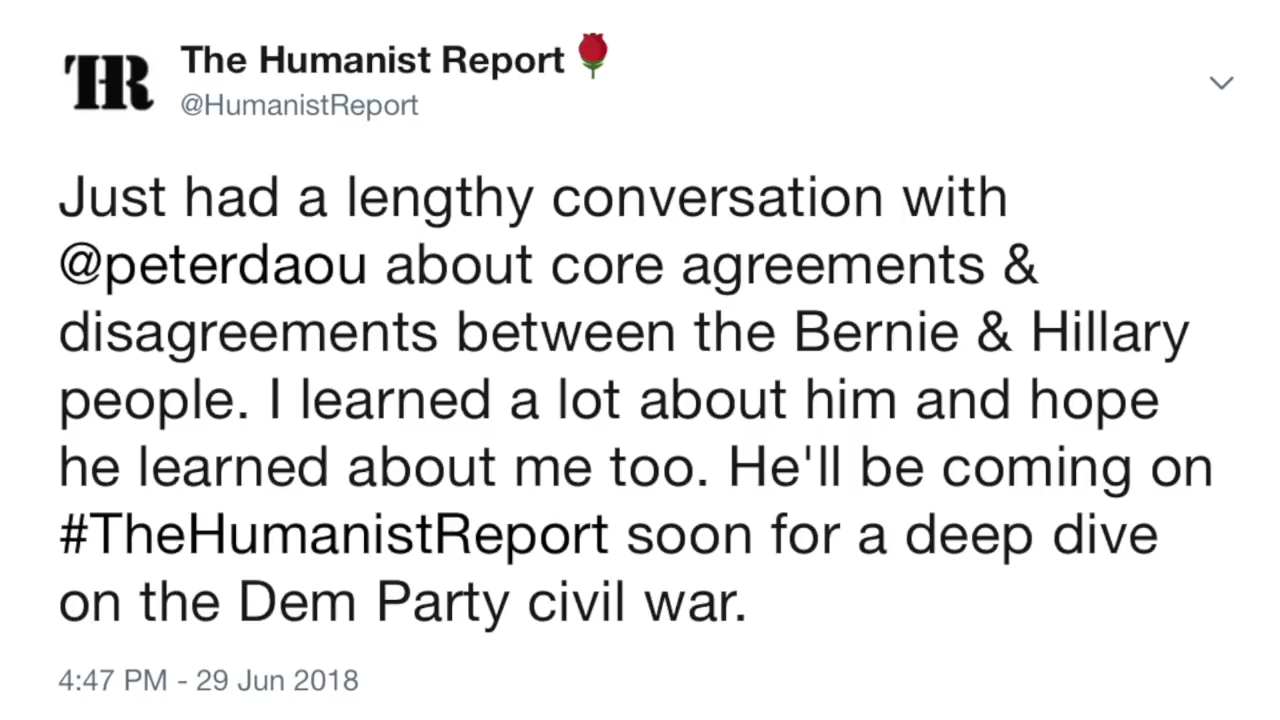 THR
The Humanist Report🌹
@HumanistReport
Just had a lengthy conversation with
@peterdaou about core agreements &
disagreements between the Bernie & Hillary
people. I learned a lot about him and hope
he learned about me too. He'll be coming on
#TheHumanistReport soon for a deep dive
on the Dem Party civil war.
4:47 PM - 29 Jun 2018